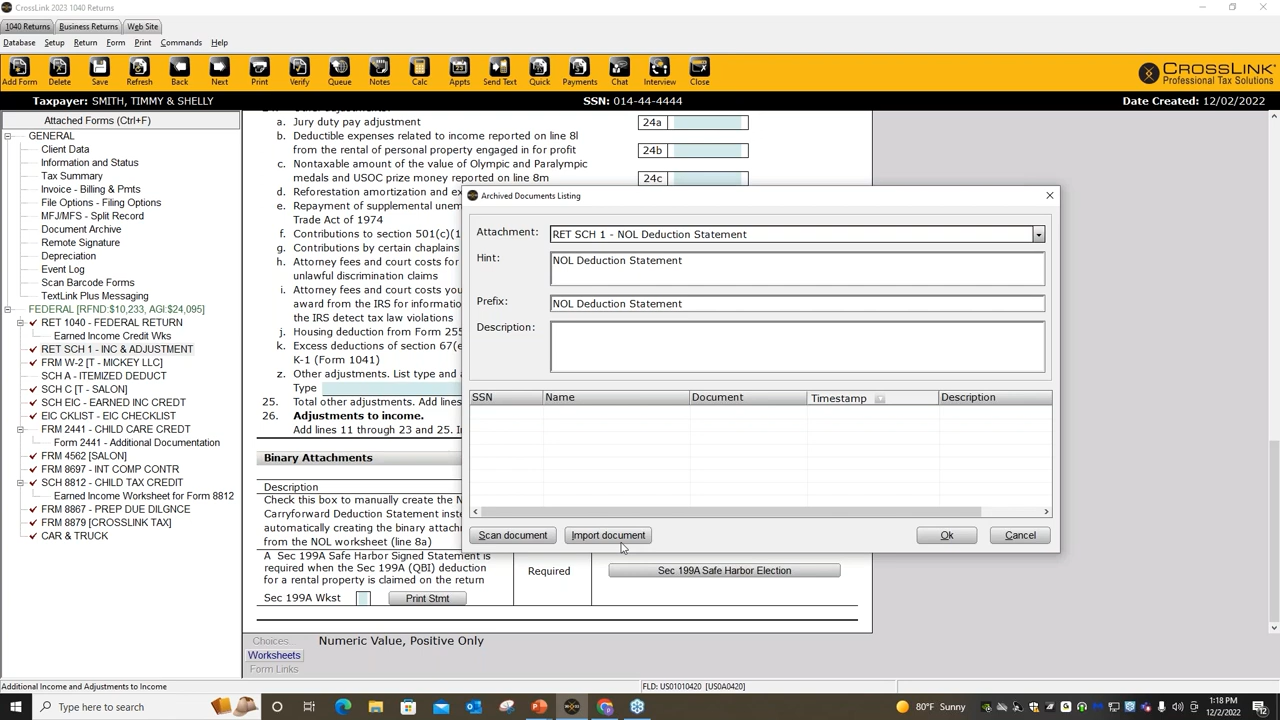 CrossLink 2023 1040 Returns
1040 Returns Business Returns Web Site
Database Setup Return Form Print Commands Help
Add Form Delete Save Refresh Back Next Print Verify Queue Notes Calc Appts Send Text Quick Payments Chat Interview Close
CROSSLINK
Professional Tax Solutions
Taxpayer: SMITH, TIMMY & SHELLY SSN: 014-44-4444 Date Created: 12/02/2022
Attached Forms (Ctrl+F)
GENERAL
Client Data
Information and Status
Tax Summary
Invoice - Billing & Pmts
File Options - Filing Options
MFJ/MFS - Split Record
Document Archive
Remote Signature
Depreciation
Event Log
Scan Barcode Forms
TextLink Plus Messaging
FEDERAL [RFND:$10,233, AGI:$24,095]
RET 1040 - FEDERAL RETURN
Earned Income Credit Wks
RET SCH 1 - INC & ADJUSTMENT
FRM W-2 [T - MICKEY LLC]
SCH A - ITEMIZED DEDUCT
SCH C [T - SALON]
SCH EIC - EARNED INC CREDT
EIC CKLIST - EIC CHECKLIST
FRM 2441 - CHILD CARE CREDT
Form 2441 - Additional Documentation
FRM 4562 [SALON]
FRM 8697 - INT COMP CONTR
SCH 8812 - CHILD TAX CREDIT
Earned Income Worksheet for Form 8812
FRM 8867 - PREP DUE DILGNCE
FRM 8879 [CROSSLINK TAX]
CAR & TRUCK
a. Jury duty pay adjustment 24a
b. Deductible expenses related to income reported on line 8l
from the rental of personal property engaged in for profit 24b
c. Nontaxable amount of the value of Olympic and Paralympic
medals and USOC prize money reported on line 8m 24c
d. Reforestation amortization and ex
e. Repayment of supplemental unem
Trade Act of 1974
f. Contributions to section 501(c)(1
g. Contributions by certain chaplains
h. Attorney fees and court costs for
unlawful discrimination claims
i. Attorney fees and court costs you
award from the IRS for informatio
the IRS detect tax law violations
j. Housing deduction from Form 255
k. Excess deductions of section 67(e
K-1 (Form 1041)
z. Other adjustments. List type and a
Type
25. Total other adjustments. Add lines
26. Adjustments to income.
Add lines 11 through 23 and 25. I
Binary Attachments
Description
Check this box to manually create the N
Carryforward Deduction Statement inste
automatically creating the binary attach
from the NOL worksheet (line 8a)
A Sec 199A Safe Harbor Signed Statement is
required when the Sec 199A (QBI) deduction
for a rental property is claimed on the return
Required
Sec 199A Safe Harbor Election
Sec 199A Wkst Print Stmt
Archived Documents Listing
Attachment: RET SCH 1 - NOL Deduction Statement
Hint: NOL Deduction Statement
Prefix: NOL Deduction Statement
Description:
SSN Name Document Timestamp Description
Scan document Import document Ok Cancel
Choices Numeric Value, Positive Only
Worksheets
Form Links
Additional Income and Adjustments to Income FLD: US01010420 [US0A0420]
Type here to search
80°F Sunny
1:18 PM
12/2/2022